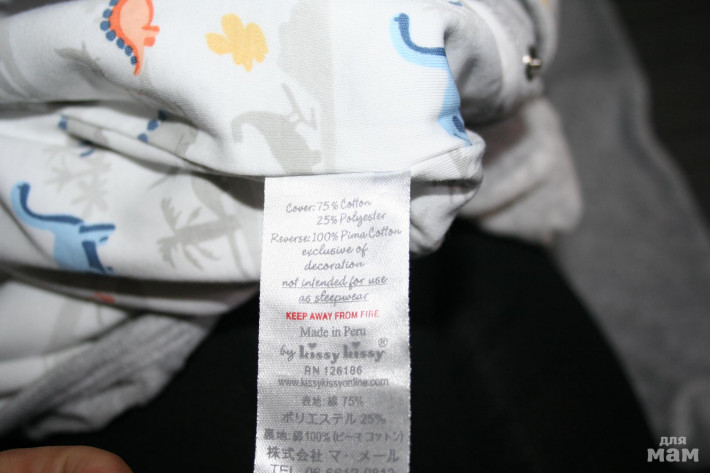 Cover: 75% Cotton
25% Polyester
Reverse: 100% Pima Cotton
exclusive of
decoration
not intended for use
as sleepwear
KEEP AWAY FROM FIRE
Made in Peru
by kissy kissy®
RN 126186
www.kissykissyonline.com
表地: 綿 75%
ポリエステル 25%
裏地: 綿 100% (ピーマ コットン)
株式会社 マ・メール
TEL
для
мам